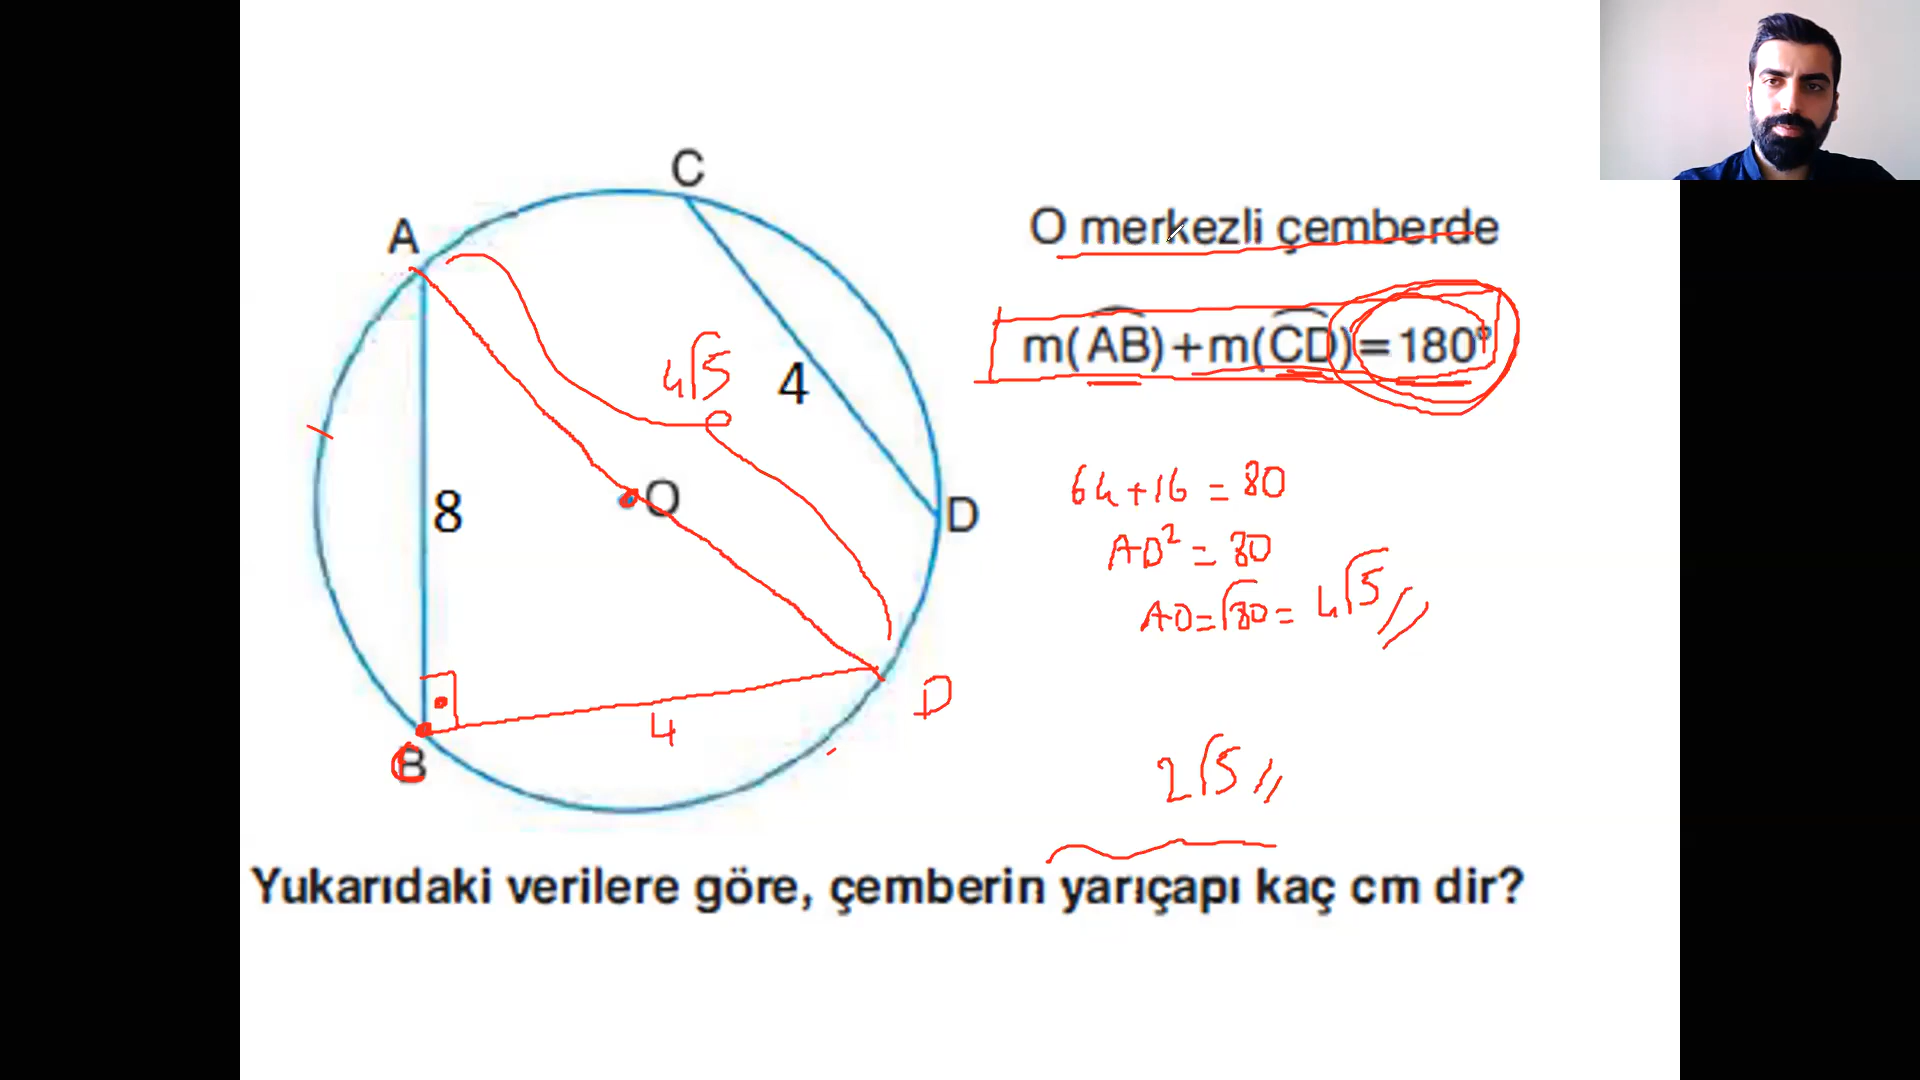 C
A
O merkezli çemberde
4√5
4
m(AB)+m(CD)=180°
64+16=80
8
O
D
AD²=80
AD=√80=4√5//
D
4
B
2√5//
Yukarıdaki verilere göre, çemberin yarıçapı kaç cm dir?